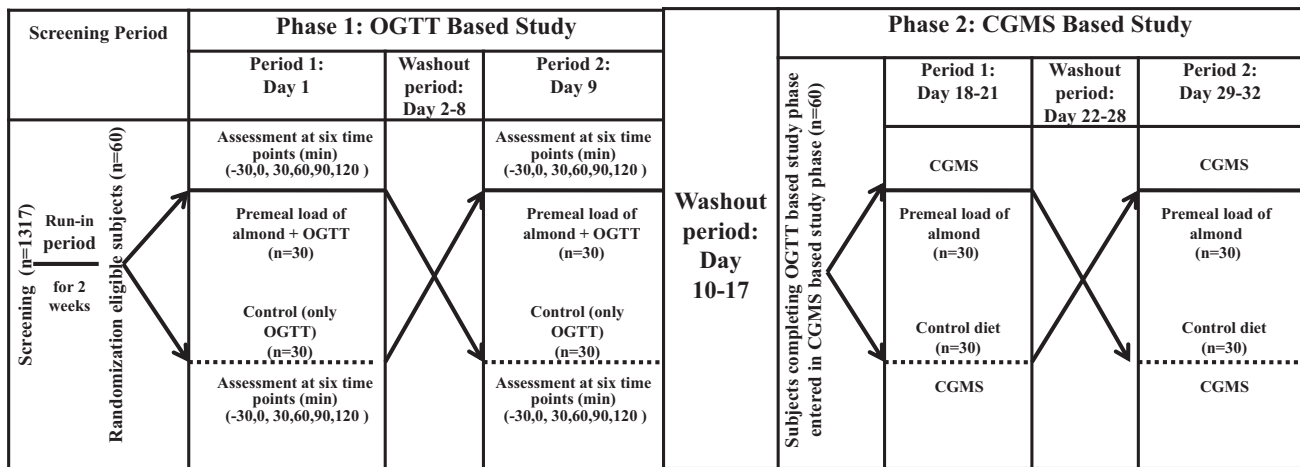 Screening Period
Phase 1: OGTT Based Study
Period 1:
Day 1
Washout
period:
Day 2-8
Period 2:
Day 9
Screening (n=1317)
Run-in
period
for 2
weeks
Randomization eligible subjects (n=60)
Assessment at six time
points (min)
(-30,0, 30,60,90,120 )
Premeal load of
almond + OGTT
(n=30)
Control (only
OGTT)
(n=30)
Assessment at six time
points (min)
(-30,0, 30,60,90,120 )
Assessment at six time
points (min)
(-30,0, 30,60,90,120 )
Premeal load of
almond + OGTT
(n=30)
Control (only
OGTT)
(n=30)
Assessment at six time
points (min)
(-30,0, 30,60,90,120 )
Washout
period:
Day
10-17
Phase 2: CGMS Based Study
Subjects completing OGTT based study phase
entered in CGMS based study phase (n=60)
Period 1:
Day 18-21
Washout
period:
Day 22-28
Period 2:
Day 29-32
CGMS
Premeal load of
almond
(n=30)
Control diet
(n=30)
CGMS
CGMS
Premeal load of
almond
(n=30)
Control diet
(n=30)
CGMS